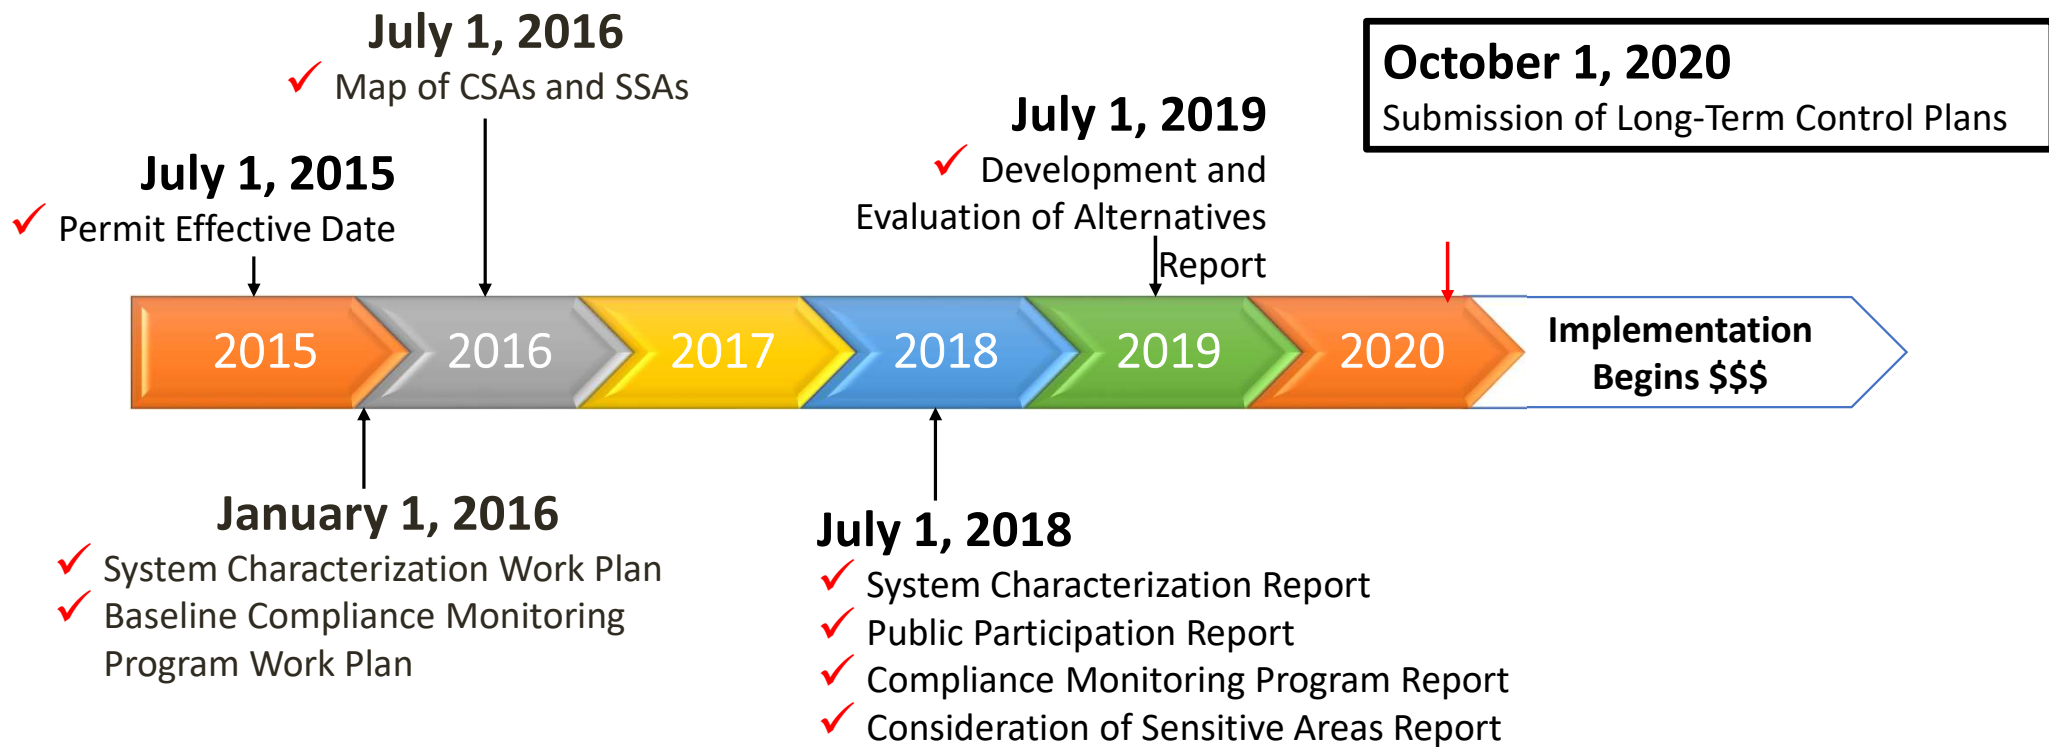 July 1, 2016
✓ Map of CSAs and SSAs
October 1, 2020
Submission of Long-Term Control Plans
July 1, 2019
✓ Development and
Evaluation of Alternatives
Report
July 1, 2015
✓ Permit Effective Date
2015
2016
2017
2018
2019
2020
Implementation
Begins $$$
January 1, 2016
✓ System Characterization Work Plan
✓ Baseline Compliance Monitoring
Program Work Plan
July 1, 2018
✓ System Characterization Report
✓ Public Participation Report
✓ Compliance Monitoring Program Report
✓ Consideration of Sensitive Areas Report